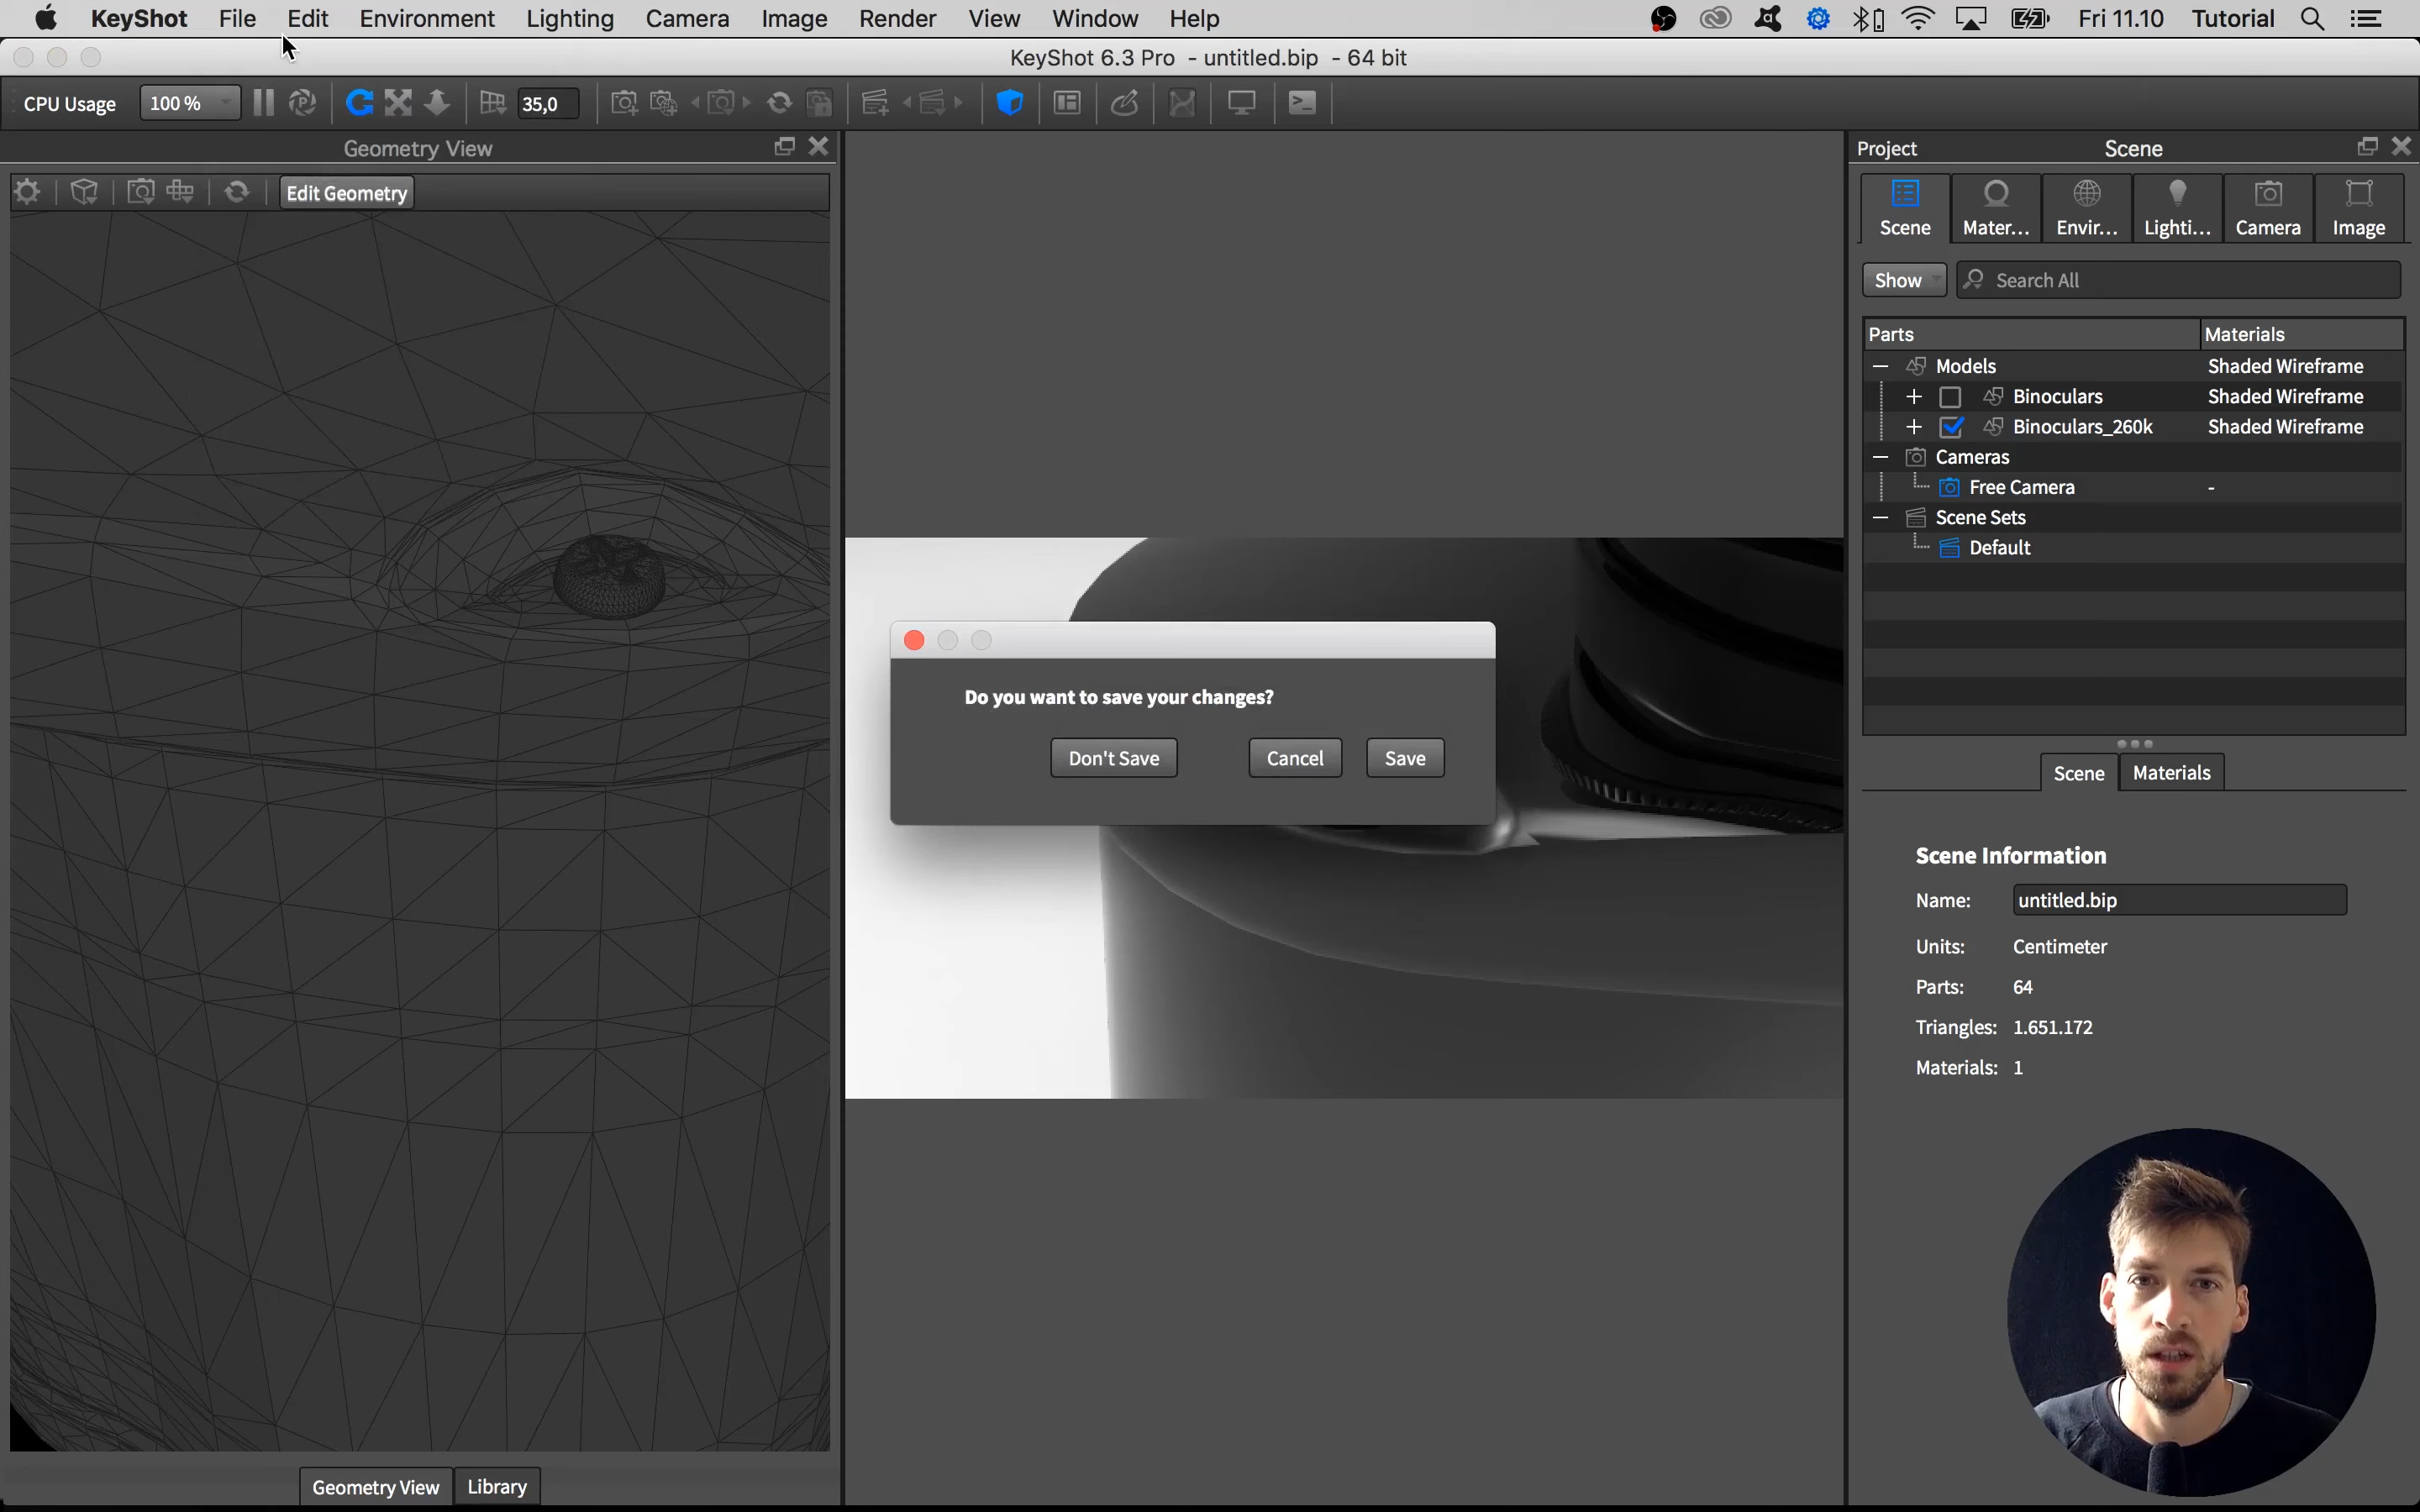 KeyShot File Edit Environment Lighting Camera Image Render View Window Help Fri 11.10 Tutorial
KeyShot 6.3 Pro - untitled.bip - 64 bit
CPU Usage 100 % 35,0
Geometry View
Project Scene
Edit Geometry
Scene Mater... Envir... Lighti... Camera Image
Show Search All
Parts Materials
Models Shaded Wireframe
Binoculars Shaded Wireframe
Binoculars_260k Shaded Wireframe
Cameras
Free Camera -
Scene Sets
Default
Do you want to save your changes?
Don't Save Cancel Save
Scene Materials
Scene Information
Name: untitled.bip
Units: Centimeter
Parts: 64
Triangles: 1.651.172
Materials: 1
Geometry View Library